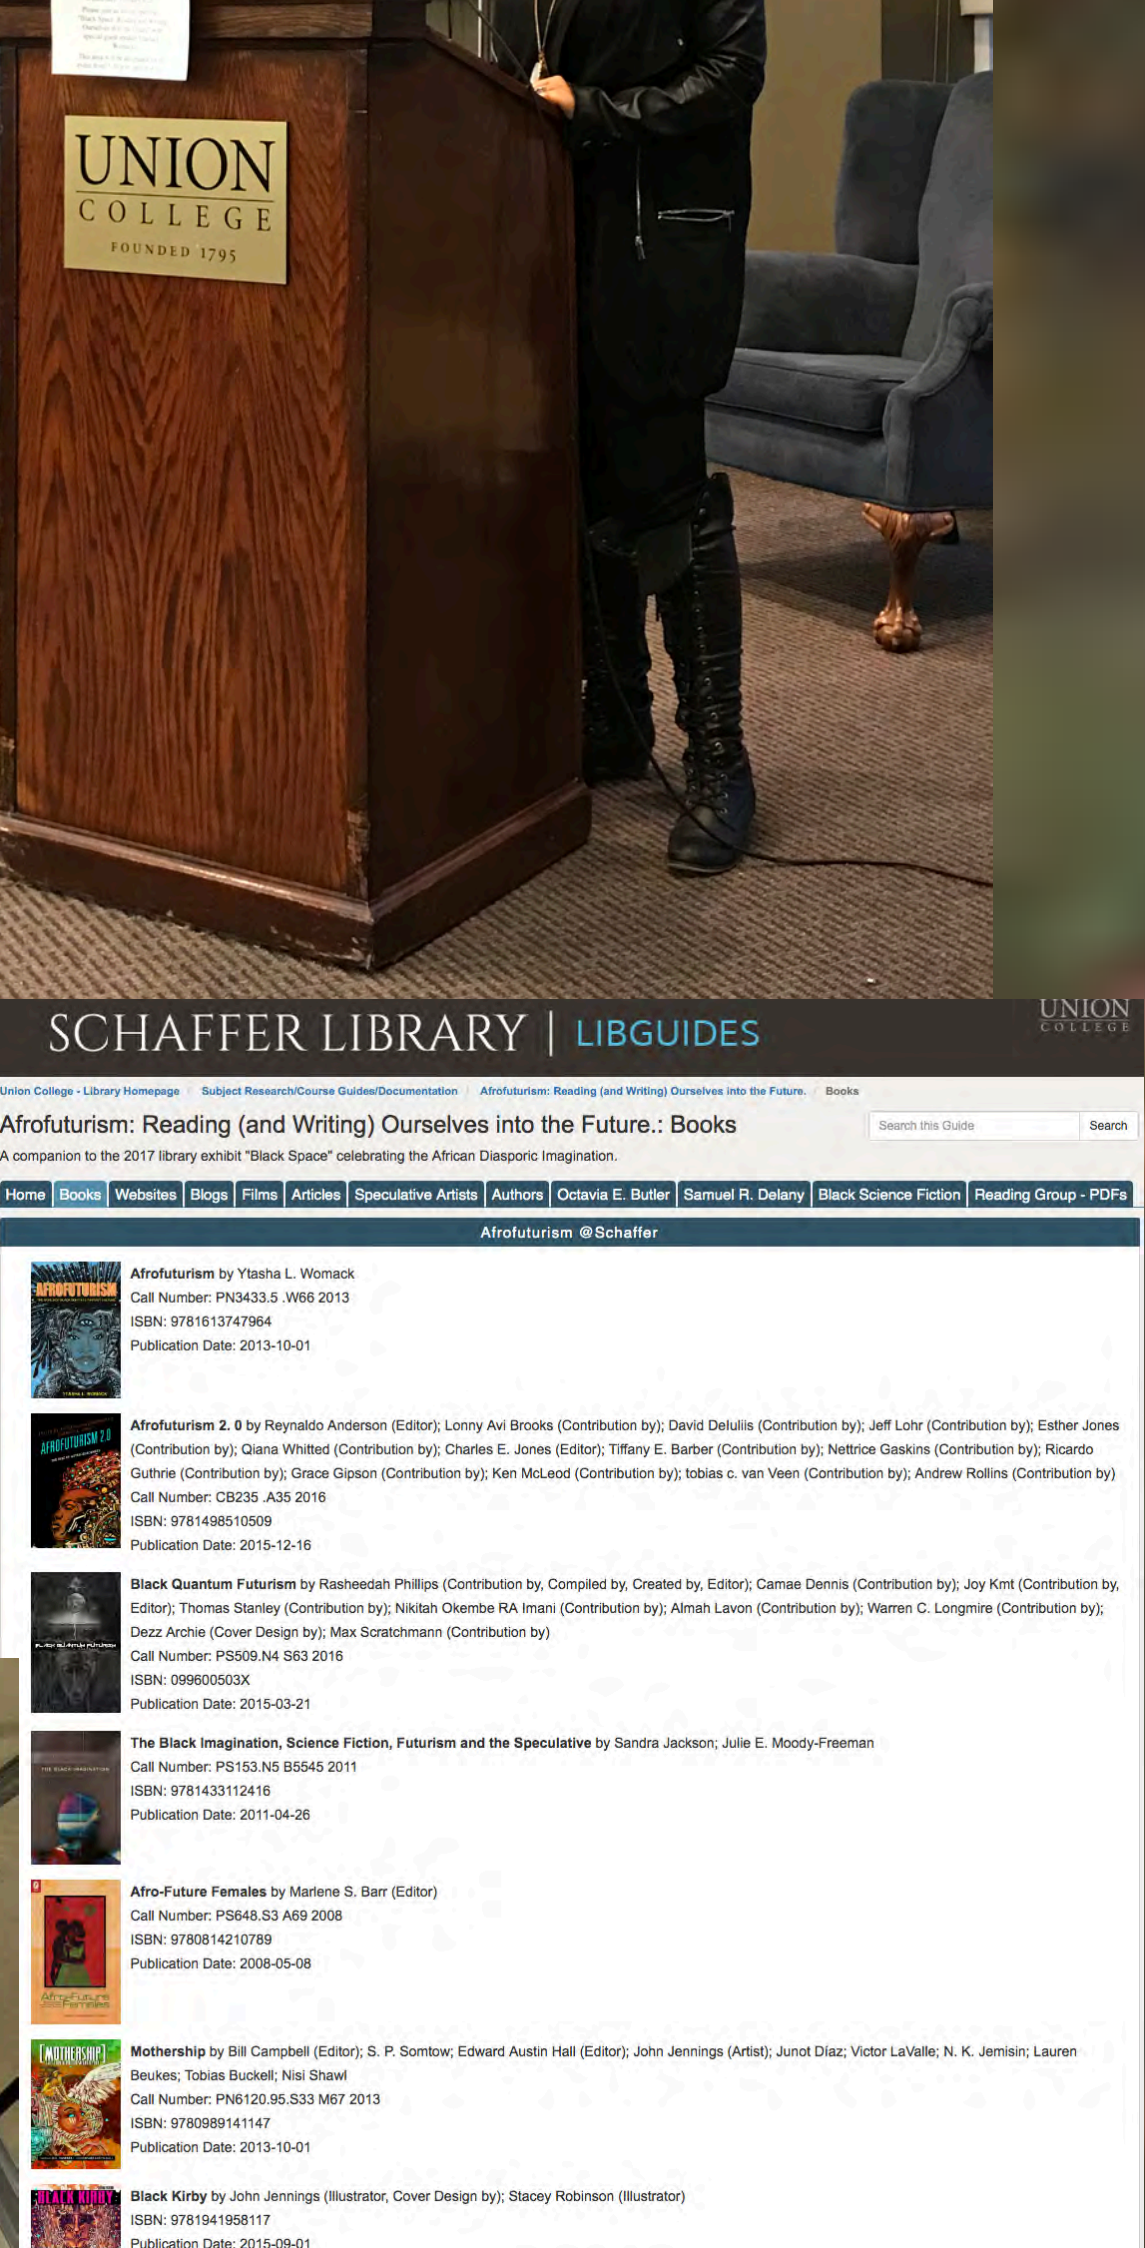 UNION
COLLEGE
FOUNDED 1795
SCHAFFER LIBRARY | LIBGUIDES
UNION
COLLEGE
Union College - Library Homepage / Subject Research/Course Guides/Documentation / Afrofuturism: Reading (and Writing) Ourselves into the Future. / Books
Afrofuturism: Reading (and Writing) Ourselves into the Future.: Books
Search this Guide Search
A companion to the 2017 library exhibit "Black Space" celebrating the African Diasporic Imagination.
Home Books Websites Blogs Films Articles Speculative Artists Authors Octavia E. Butler Samuel R. Delany Black Science Fiction Reading Group - PDFs
Afrofuturism @Schaffer
AFROFUTURISM
YTASHA L. WOMACK
Afrofuturism by Ytasha L. Womack
Call Number: PN3433.5 .W66 2013
ISBN: 9781613747964
Publication Date: 2013-10-01
AFROFUTURISM 2.0
Afrofuturism 2. 0 by Reynaldo Anderson (Editor); Lonny Avi Brooks (Contribution by); David DeIuliis (Contribution by); Jeff Lohr (Contribution by); Esther Jones
(Contribution by); Qiana Whitted (Contribution by); Charles E. Jones (Editor); Tiffany E. Barber (Contribution by); Nettrice Gaskins (Contribution by); Ricardo
Guthrie (Contribution by); Grace Gipson (Contribution by); Ken McLeod (Contribution by); tobias c. van Veen (Contribution by); Andrew Rollins (Contribution by)
Call Number: CB235 .A35 2016
ISBN: 9781498510509
Publication Date: 2015-12-16
BLACK QUANTUM FUTURISM
Black Quantum Futurism by Rasheedah Phillips (Contribution by, Compiled by, Created by, Editor); Camae Dennis (Contribution by); Joy Kmt (Contribution by,
Editor); Thomas Stanley (Contribution by); Nikitah Okembe RA Imani (Contribution by); Almah Lavon (Contribution by); Warren C. Longmire (Contribution by);
Dezz Archie (Cover Design by); Max Scratchmann (Contribution by)
Call Number: PS509.N4 S63 2016
ISBN: 099600503X
Publication Date: 2015-03-21
THE BLACK IMAGINATION
The Black Imagination, Science Fiction, Futurism and the Speculative by Sandra Jackson; Julie E. Moody-Freeman
Call Number: PS153.N5 B5545 2011
ISBN: 9781433112416
Publication Date: 2011-04-26
Afro-Future
Females
Afro-Future Females by Marlene S. Barr (Editor)
Call Number: PS648.S3 A69 2008
ISBN: 9780814210789
Publication Date: 2008-05-08
[MOTHERSHIP]
Mothership by Bill Campbell (Editor); S. P. Somtow; Edward Austin Hall (Editor); John Jennings (Artist); Junot Díaz; Victor LaValle; N. K. Jemisin; Lauren
Beukes; Tobias Buckell; Nisi Shawl
Call Number: PN6120.95.S33 M67 2013
ISBN: 9780989141147
Publication Date: 2013-10-01
BLACK KIRBY
Black Kirby by John Jennings (Illustrator, Cover Design by); Stacey Robinson (Illustrator)
ISBN: 9781941958117
Publication Date: 2015-09-01